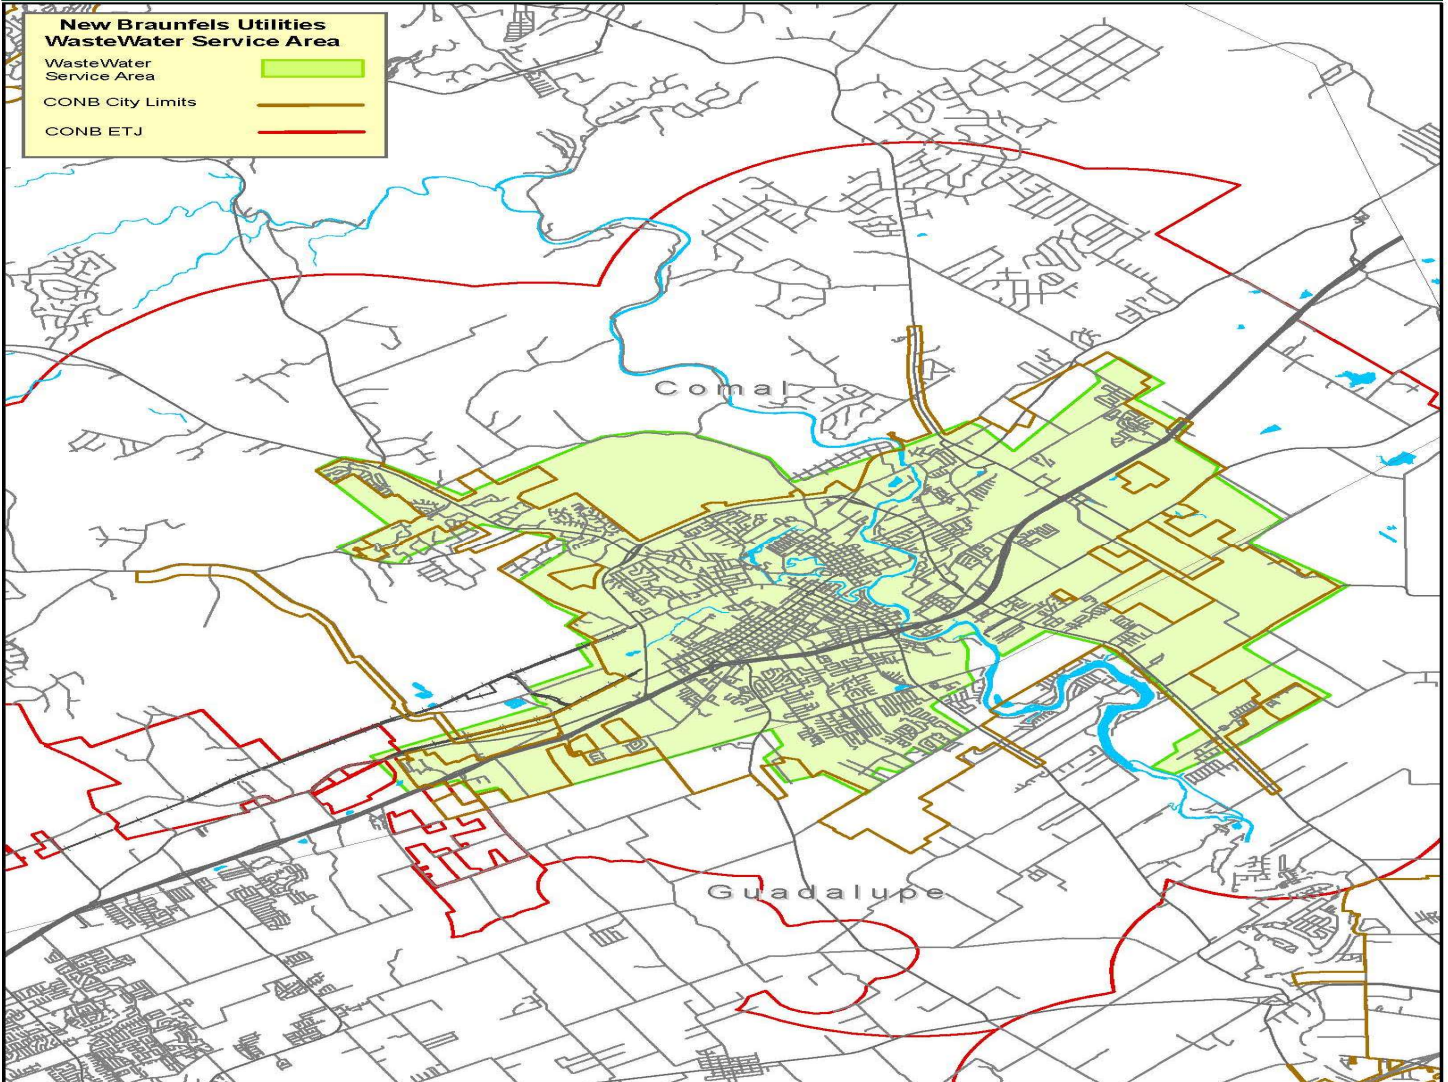 New Braunfels Utilities
WasteWater Service Area
WasteWater
Service Area
CONB City Limits
CONB ETJ
Comal
Guadalupe